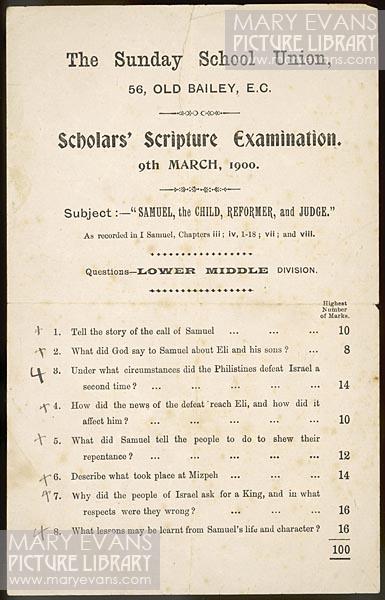 MARY EVANS
PICTURE LIBRARY
www.maryevans.com
The Sunday School Union,
56, OLD BAILEY, E.C.
Scholars' Scripture Examination.
9th MARCH, 1900.
Subject:—"SAMUEL, the CHILD, REFORMER, and JUDGE."
As recorded in I Samuel, Chapters iii; iv, 1-18; vii; and viii.
Questions—LOWER MIDDLE DIVISION.
Highest
Number
of Marks.
+ 1. Tell the story of the call of Samuel ... ... ... 10
+ 2. What did God say to Samuel about Eli and his sons? ... 8
4 3. Under what circumstances did the Philistines defeat Israel a
second time? ... ... ... ... ... 14
+ 4. How did the news of the defeat reach Eli, and how did it
affect him? ... ... ... ... ... 10
+ 5. What did Samuel tell the people to do to shew their
repentance? ... ... ... ... ... 12
+ 6. Describe what took place at Mizpeh ... ... ... 14
7. Why did the people of Israel ask for a King, and in what
respects were they wrong? ... ... ... ... 16
+ 8. What lessons may be learnt from Samuel's life and character? 16
100
MARY EVANS
PICTURE LIBRARY
www.maryevans.com